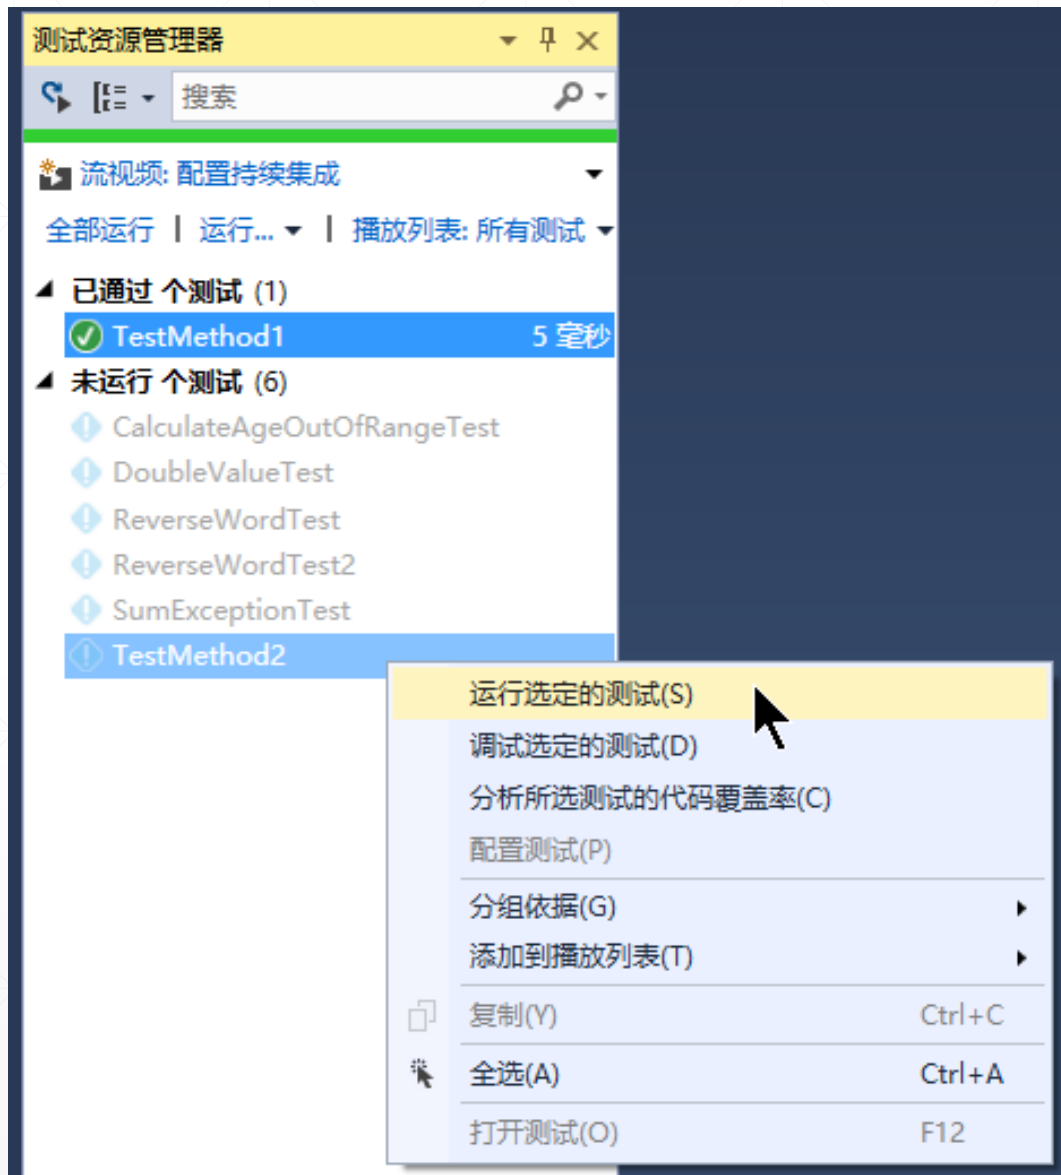 测试资源管理器
搜索
流视频: 配置持续集成
全部运行 | 运行... | 播放列表: 所有测试
已通过 个测试 (1)
TestMethod1 5 毫秒
未运行 个测试 (6)
CalculateAgeOutOfRangeTest
DoubleValueTest
ReverseWordTest
ReverseWordTest2
SumExceptionTest
TestMethod2
运行选定的测试(S)
调试选定的测试(D)
分析所选测试的代码覆盖率(C)
配置测试(P)
分组依据(G)
添加到播放列表(T)
复制(Y) Ctrl+C
全选(A) Ctrl+A
打开测试(O) F12